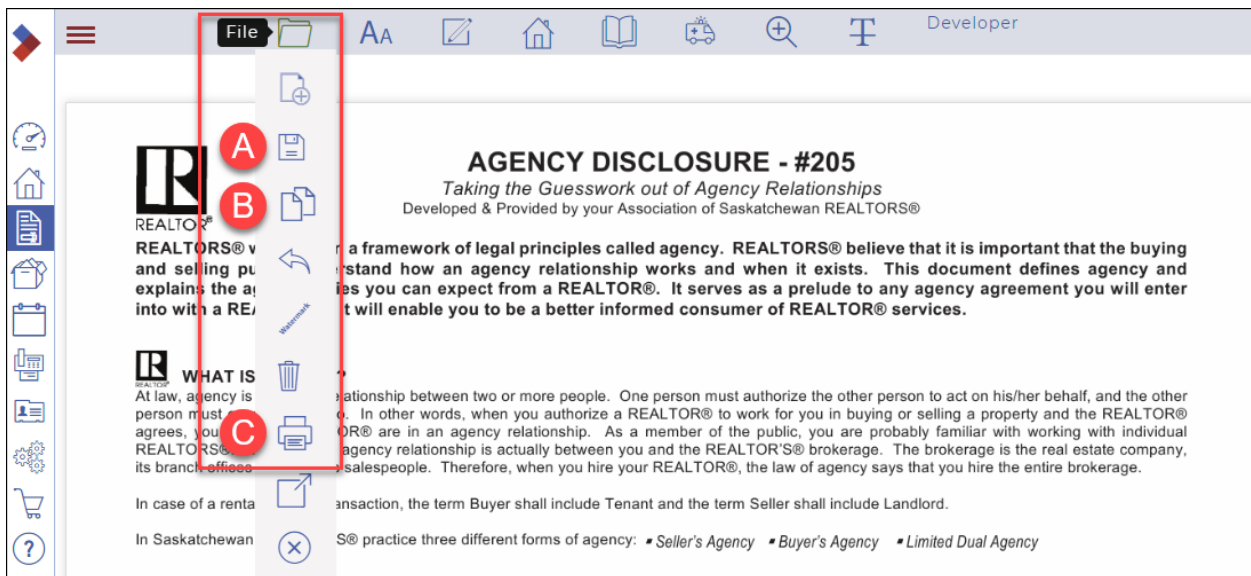 File
AA
Developer
A
B
Watermark
C
REALTOR®
AGENCY DISCLOSURE - #205
Taking the Guesswork out of Agency Relationships
Developed & Provided by your Association of Saskatchewan REALTORS®
REALTORS® w a framework of legal principles called agency. REALTORS® believe that it is important that the buying
and selling pu rstand how an agency relationship works and when it exists. This document defines agency and
explains the ag ies you can expect from a REALTOR®. It serves as a prelude to any agency agreement you will enter
into with a REA t will enable you to be a better informed consumer of REALTOR® services.
REALTOR®
WHAT IS ?
At law, agency is ationship between two or more people. One person must authorize the other person to act on his/her behalf, and the other
person must o. In other words, when you authorize a REALTOR® to work for you in buying or selling a property and the REALTOR®
agrees, you OR® are in an agency relationship. As a member of the public, you are probably familiar with working with individual
REALTORS® agency relationship is actually between you and the REALTOR'S® brokerage. The brokerage is the real estate company,
its branch offices salespeople. Therefore, when you hire your REALTOR®, the law of agency says that you hire the entire brokerage.
In case of a renta ansaction, the term Buyer shall include Tenant and the term Seller shall include Landlord.
In Saskatchewan S® practice three different forms of agency: ▪ Seller's Agency ▪ Buyer's Agency ▪ Limited Dual Agency
?